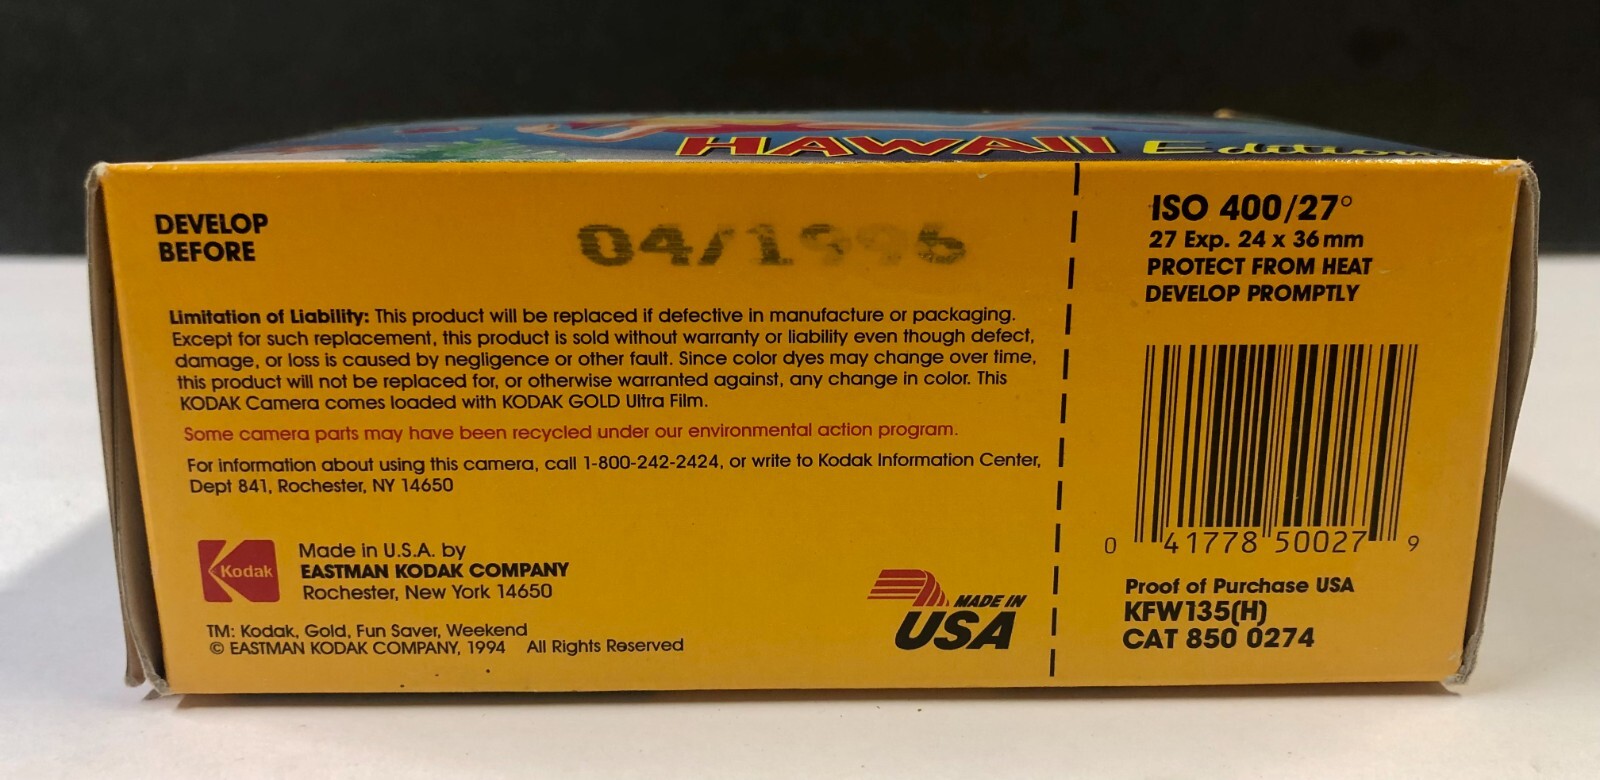 HAWAII Edition
DEVELOP
BEFORE
04/1996
Limitation of Liability: This product will be replaced if defective in manufacture or packaging.
Except for such replacement, this product is sold without warranty or liability even though defect,
damage, or loss is caused by negligence or other fault. Since color dyes may change over time,
this product will not be replaced for, or otherwise warranted against, any change in color. This
KODAK Camera comes loaded with KODAK GOLD Ultra Film.
Some camera parts may have been recycled under our environmental action program.
For information about using this camera, call 1-800-242-2424, or write to Kodak Information Center,
Dept 841, Rochester, NY 14650
Kodak
Made in U.S.A. by
EASTMAN KODAK COMPANY
Rochester, New York 14650
TM: Kodak, Gold, Fun Saver, Weekend
© EASTMAN KODAK COMPANY, 1994 All Rights Reserved
MADE IN
USA
ISO 400/27°
27 Exp. 24 x 36 mm
PROTECT FROM HEAT
DEVELOP PROMPTLY
0 41778 50027 9
Proof of Purchase USA
KFW135(H)
CAT 850 0274